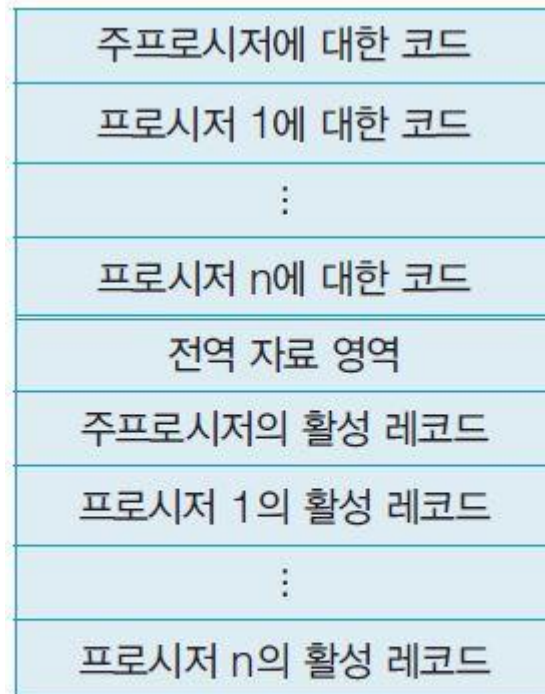 주프로시저에 대한 코드
프로시저 1에 대한 코드
⋮
프로시저 n에 대한 코드
전역 자료 영역
주프로시저의 활성 레코드
프로시저 1의 활성 레코드
⋮
프로시저 n의 활성 레코드